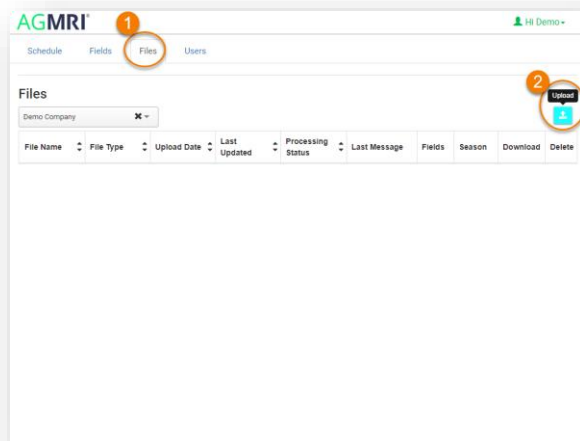 AGMRI®
1
Hi Demo
Schedule Fields Files Users
Files
2
Upload
Demo Company
File Name File Type Upload Date Last Updated Processing Status Last Message Fields Season Download Delete